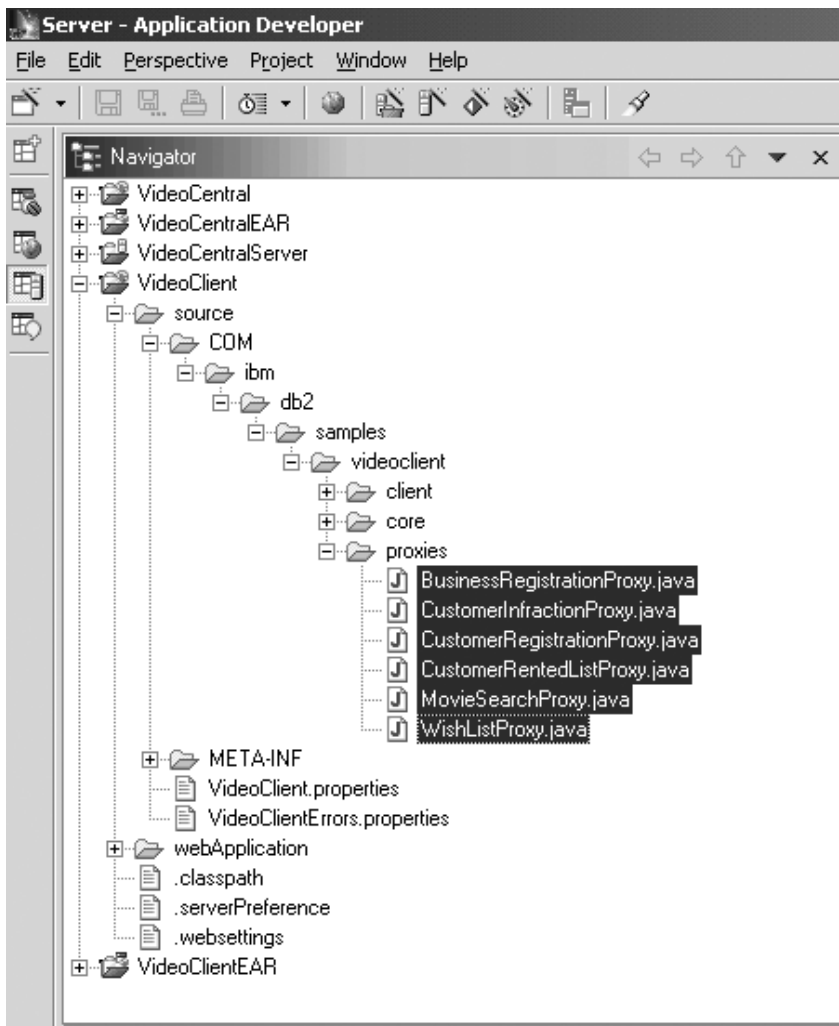 Server - Application Developer
File Edit Perspective Project Window Help
Navigator
VideoCentral
VideoCentralEAR
VideoCentralServer
VideoClient
source
COM
ibm
db2
samples
videoclient
client
core
proxies
BusinessRegistrationProxy.java
CustomerInfractionProxy.java
CustomerRegistrationProxy.java
CustomerRentedListProxy.java
MovieSearchProxy.java
WishListProxy.java
META-INF
VideoClient.properties
VideoClientErrors.properties
webApplication
.classpath
.serverPreference
.websettings
VideoClientEAR